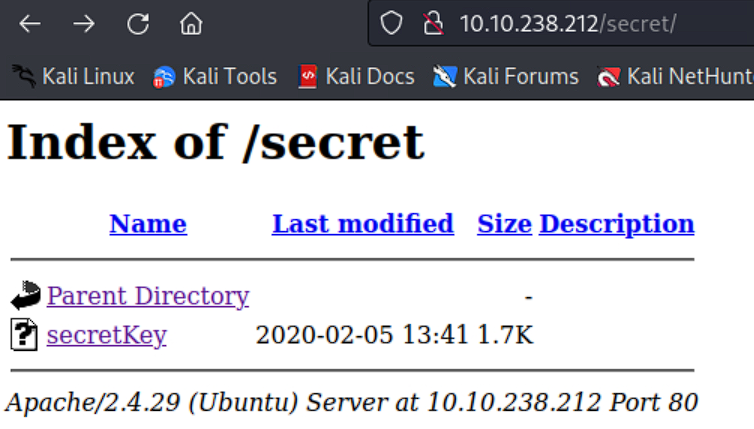 10.10.238.212/secret/
Kali Linux Kali Tools Kali Docs Kali Forums Kali NetHunt
Index of /secret
Name Last modified Size Description
Parent Directory -
secretKey 2020-02-05 13:41 1.7K
Apache/2.4.29 (Ubuntu) Server at 10.10.238.212 Port 80